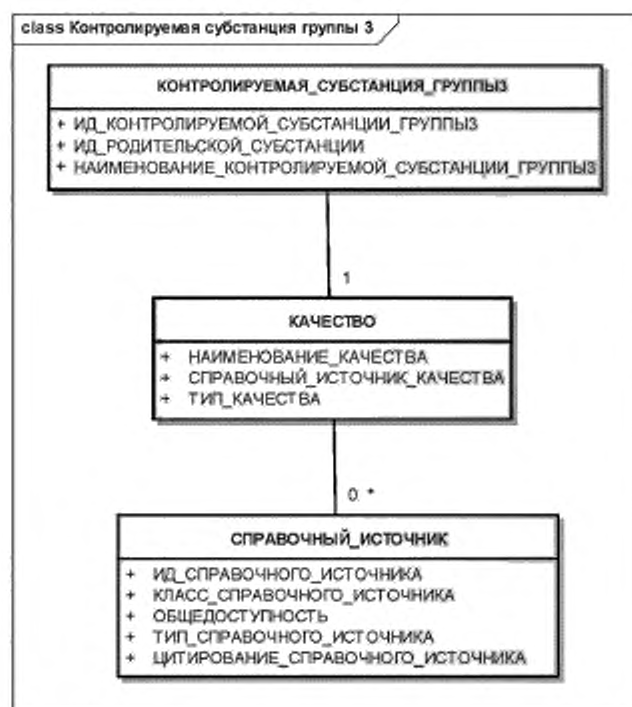 class Контролируемая субстанция группы 3
КОНТРОЛИРУЕМАЯ_СУБСТАНЦИЯ_ГРУППЫ3
+ ИД_КОНТРОЛИРУЕМОЙ_СУБСТАНЦИИ_ГРУППЫ3
+ ИД_РОДИТЕЛЬСКОЙ_СУБСТАНЦИИ
+ НАИМЕНОВАНИЕ_КОНТРОЛИРУЕМОЙ_СУБСТАНЦИИ_ГРУППЫ3
1
КАЧЕСТВО
+ НАИМЕНОВАНИЕ_КАЧЕСТВА
+ СПРАВОЧНЫЙ_ИСТОЧНИК_КАЧЕСТВА
+ ТИП_КАЧЕСТВА
0..*
СПРАВОЧНЫЙ_ИСТОЧНИК
+ ИД_СПРАВОЧНОГО_ИСТОЧНИКА
+ КЛАСС_СПРАВОЧНОГО_ИСТОЧНИКА
+ ОБЩЕДОСТУПНОСТЬ
+ ТИП_СПРАВОЧНОГО_ИСТОЧНИКА
+ ЦИТИРОВАНИЕ_СПРАВОЧНОГО_ИСТОЧНИКА